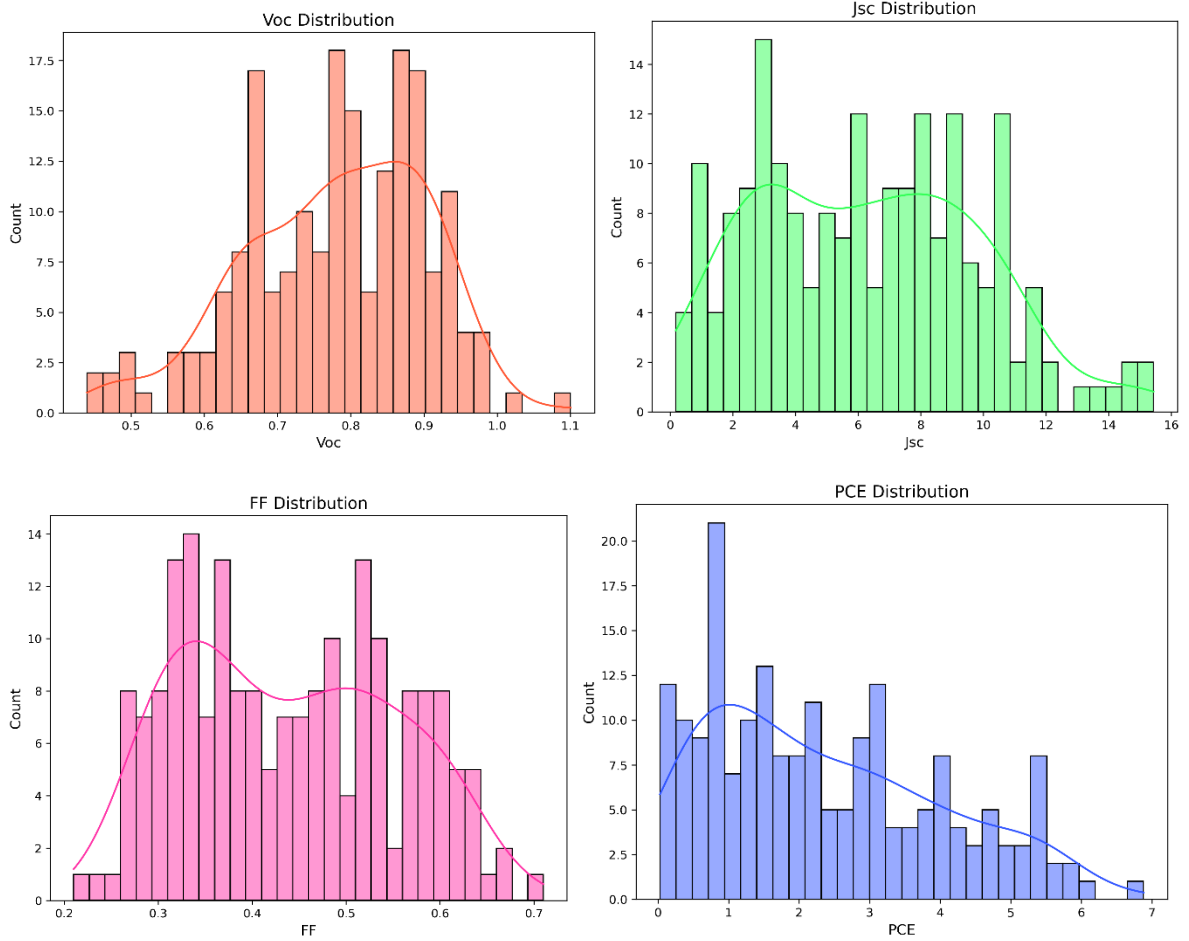 Voc Distribution
17.5
15.0
12.5
10.0
7.5
5.0
2.5
0.0
Count
0.5 0.6 0.7 0.8 0.9 1.0 1.1
Voc
Jsc Distribution
14
12
10
8
6
4
2
0
Count
0 2 4 6 8 10 12 14 16
Jsc
FF Distribution
14
12
10
8
6
4
2
0
Count
0.2 0.3 0.4 0.5 0.6 0.7
FF
PCE Distribution
20.0
17.5
15.0
12.5
10.0
7.5
5.0
2.5
0.0
Count
0 1 2 3 4 5 6 7
PCE